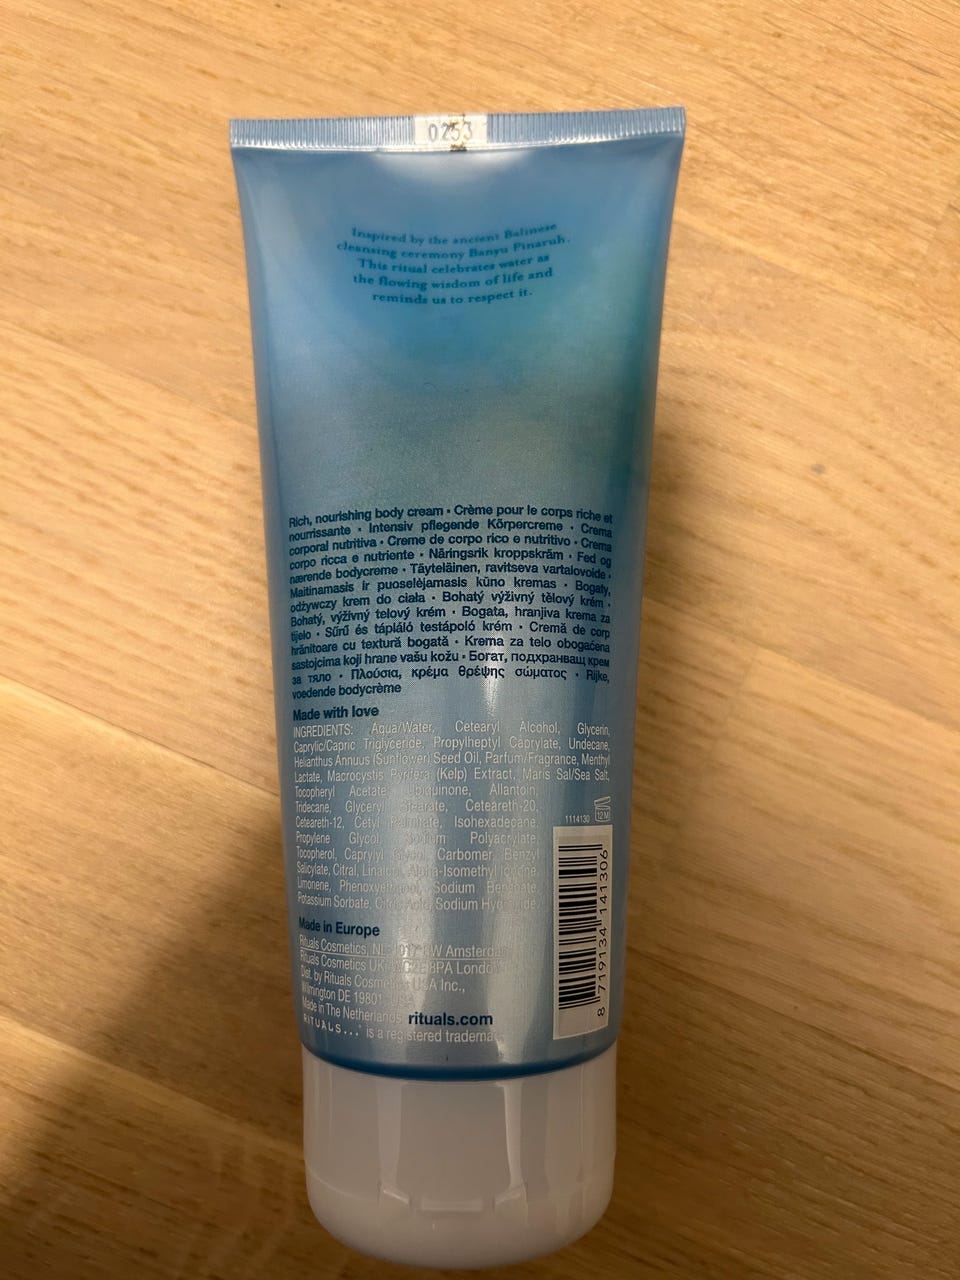 0253
Inspired by the ancient Balinese
cleansing ceremony Banyu Pinaruh.
This ritual celebrates water as
the flowing wisdom of life and
reminds us to respect it.
Rich, nourishing body cream • Crème pour le corps riche et
nourrissante • Intensiv pflegende Körpercreme • Crema
corporal nutritiva • Creme de corpo rico e nutritivo • Crema
corpo ricca e nutriente • Näringsrik kroppskräm • Fed og
nærende bodycreme • Täyteläinen, ravitseva vartalovoide •
Maitinamasis ir puoselėjamasis kūno kremas • Bogaty,
odżywczy krem do ciała • Bohatý výživný tělový krém •
Bohatý, výživný telový krém • Bogata, hranjiva krema za
tijelo • Sűrű és tápláló testápoló krém • Cremă de corp
hrănitoare cu textură bogată • Krema za telo obogaćena
sastojcima koji hrane vašu kožu • Богат, подхранващ крем
за тяло • Πλούσια, κρέμα θρέψης σώματος • Rijke,
voedende bodycrème
Made with love
INGREDIENTS: Aqua/Water, Cetearyl Alcohol, Glycerin,
Caprylic/Capric Triglyceride, Propylheptyl Caprylate, Undecane,
Helianthus Annuus (Sunflower) Seed Oil, Parfum/Fragrance, Menthyl
Lactate, Macrocystis Pyrifera (Kelp) Extract, Maris Sal/Sea Salt,
Tocopheryl Acetate, Ubiquinone, Allantoin,
Tridecane, Glyceryl Stearate, Ceteareth-20,
Ceteareth-12, Cetyl Palmitate, Isohexadecane,
Propylene Glycol, Sodium Polyacrylate,
Tocopherol, Caprylyl Glycol, Carbomer, Benzyl
Salicylate, Citral, Linalool, Alpha-Isomethyl Ionone,
Limonene, Phenoxyethanol, Sodium Benzoate,
Potassium Sorbate, Citric Acid, Sodium Hydroxide.
1114130
12 M
8 719134 141306
Made in Europe
Rituals Cosmetics, NL: Amsterdam
Rituals Cosmetics UK: London
Dist. by Rituals Cosmetics USA Inc.,
Wilmington DE 19801, USA
Made in The Netherlands rituals.com
RITUALS...® is a registered trademark